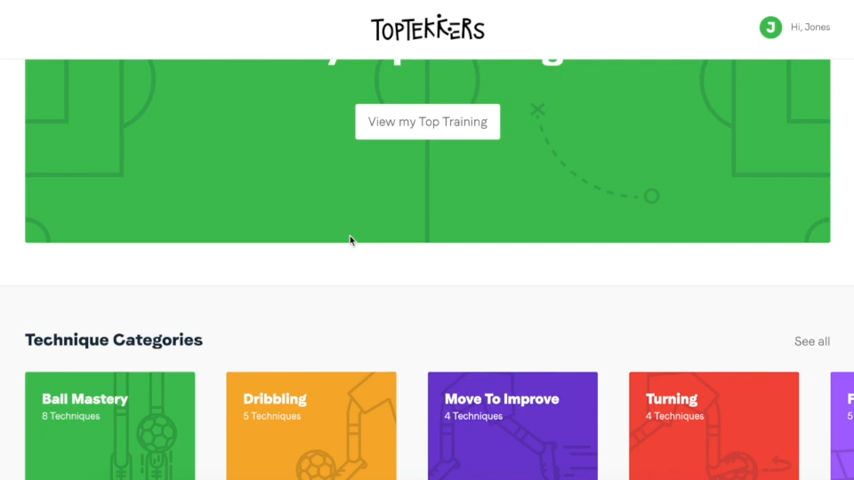 TOPTEKKERS
J
Hi, Jones
View my Top Training
Technique Categories
See all
Ball Mastery
8 Techniques
Dribbling
5 Techniques
Move To Improve
4 Techniques
Turning
4 Techniques
F
5